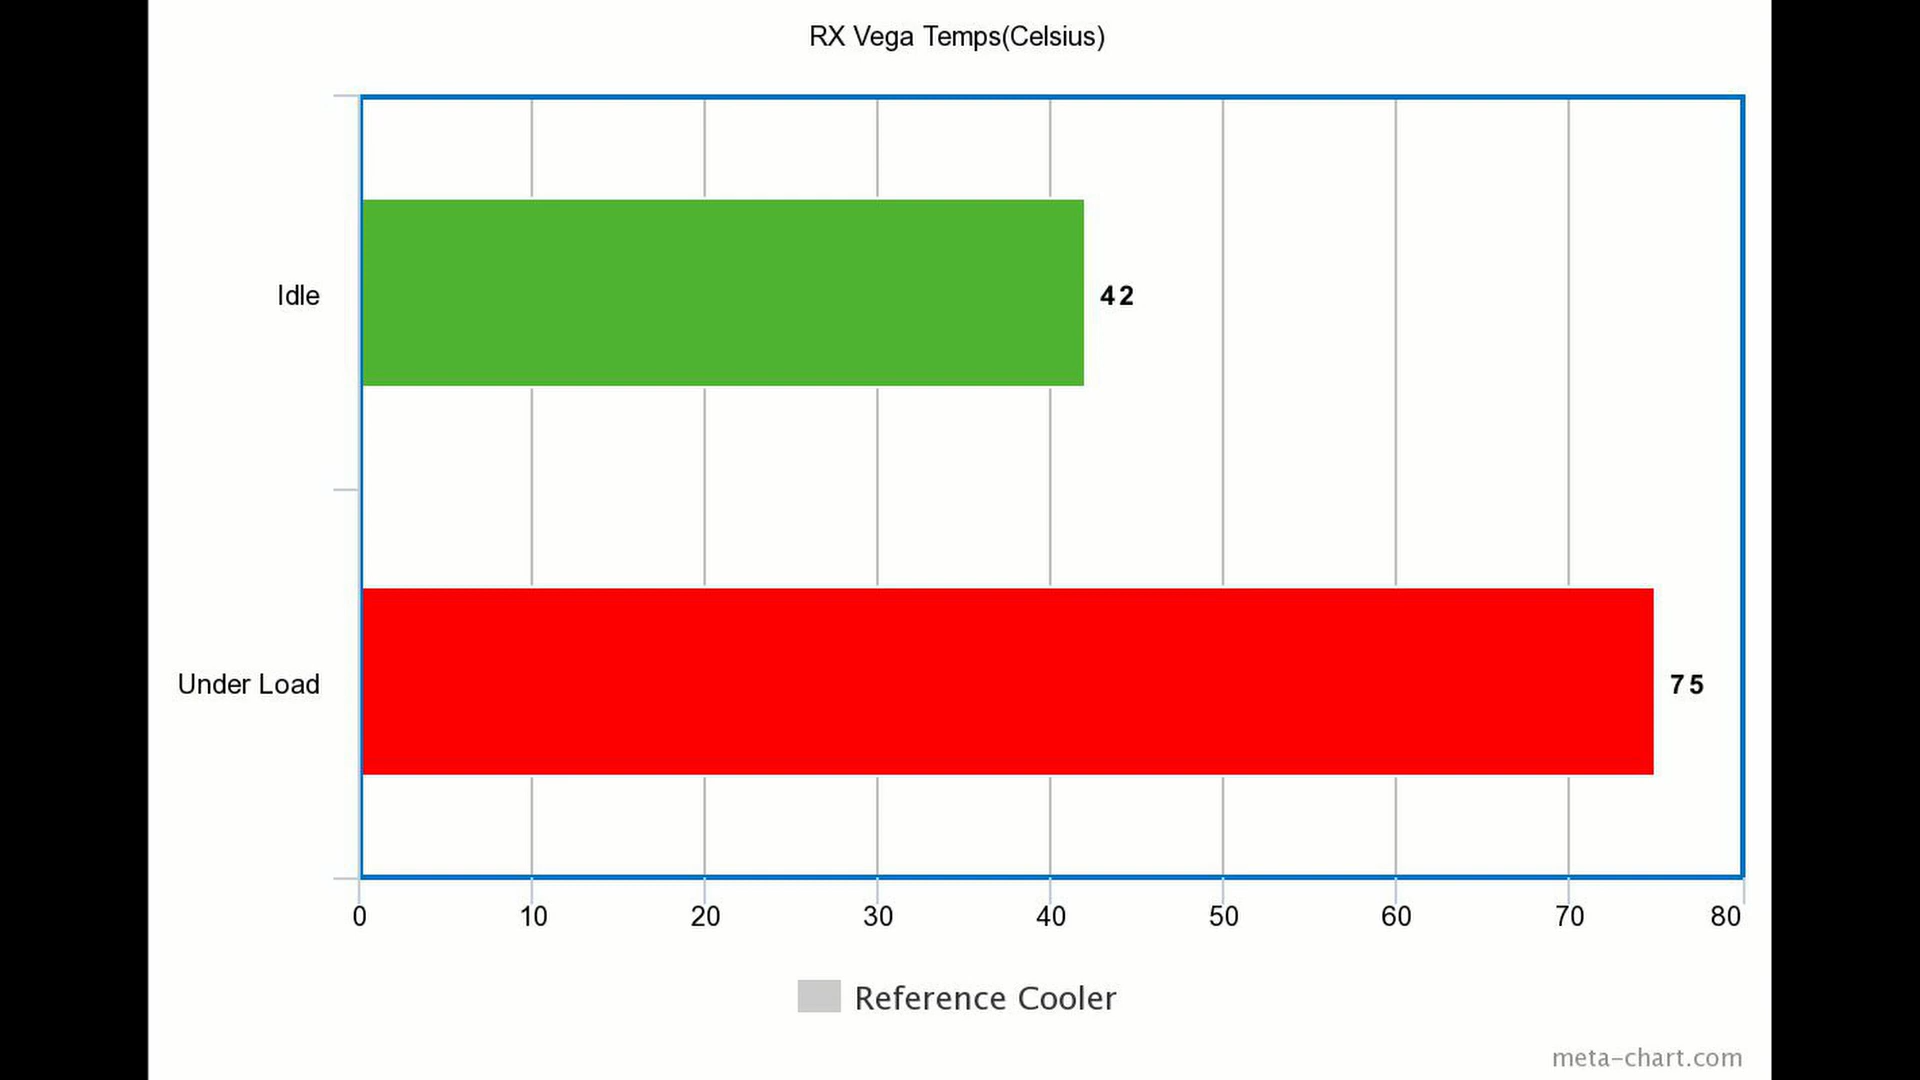 RX Vega Temps(Celsius)
Idle
42
Under Load
75
0 10 20 30 40 50 60 70 80
Reference Cooler
meta-chart.com